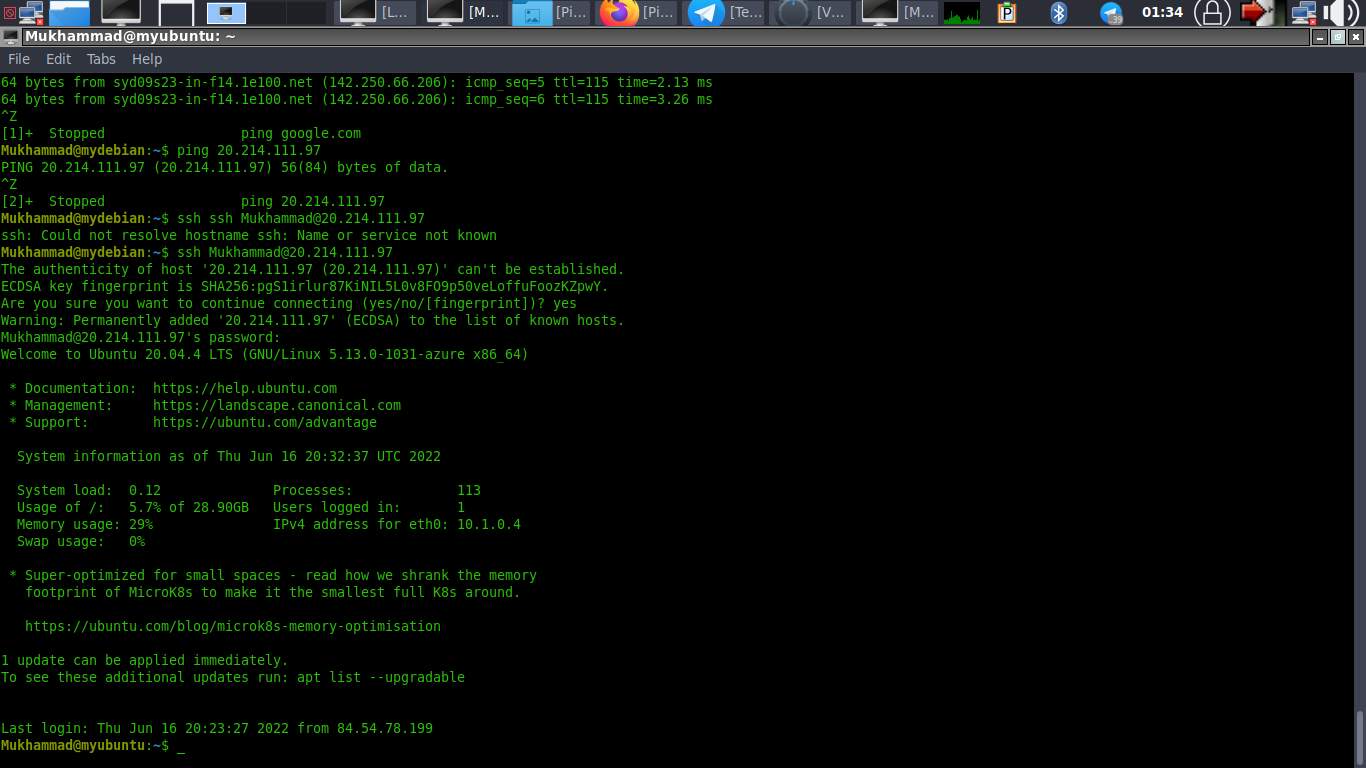 [L...
[M...
[Pi...
[Pi...
[Te...
[V...
[M...
39
01:34
Mukhammad@myubuntu: ~
File Edit Tabs Help
64 bytes from syd09s23-in-f14.1e100.net (142.250.66.206): icmp_seq=5 ttl=115 time=2.13 ms
64 bytes from syd09s23-in-f14.1e100.net (142.250.66.206): icmp_seq=6 ttl=115 time=3.26 ms
^Z
[1]+  Stopped                 ping google.com
Mukhammad@mydebian:~$ ping 20.214.111.97
PING 20.214.111.97 (20.214.111.97) 56(84) bytes of data.
^Z
[2]+  Stopped                 ping 20.214.111.97
Mukhammad@mydebian:~$ ssh ssh Mukhammad@20.214.111.97
ssh: Could not resolve hostname ssh: Name or service not known
Mukhammad@mydebian:~$ ssh Mukhammad@20.214.111.97
The authenticity of host '20.214.111.97 (20.214.111.97)' can't be established.
ECDSA key fingerprint is SHA256:pgS1irlur87KiNIL5L0v8FO9p50veLoffuFoozKZpwY.
Are you sure you want to continue connecting (yes/no/[fingerprint])? yes
Warning: Permanently added '20.214.111.97' (ECDSA) to the list of known hosts.
Mukhammad@20.214.111.97's password:
Welcome to Ubuntu 20.04.4 LTS (GNU/Linux 5.13.0-1031-azure x86_64)
* Documentation:  https://help.ubuntu.com
* Management:     https://landscape.canonical.com
* Support:        https://ubuntu.com/advantage
System information as of Thu Jun 16 20:32:37 UTC 2022
System load:  0.12              Processes:             113
Usage of /:   5.7% of 28.90GB   Users logged in:       1
Memory usage: 29%               IPv4 address for eth0: 10.1.0.4
Swap usage:   0%
* Super-optimized for small spaces - read how we shrank the memory
footprint of MicroK8s to make it the smallest full K8s around.
https://ubuntu.com/blog/microk8s-memory-optimisation
1 update can be applied immediately.
To see these additional updates run: apt list --upgradable
Last login: Thu Jun 16 20:23:27 2022 from 84.54.78.199
Mukhammad@myubuntu:~$ _